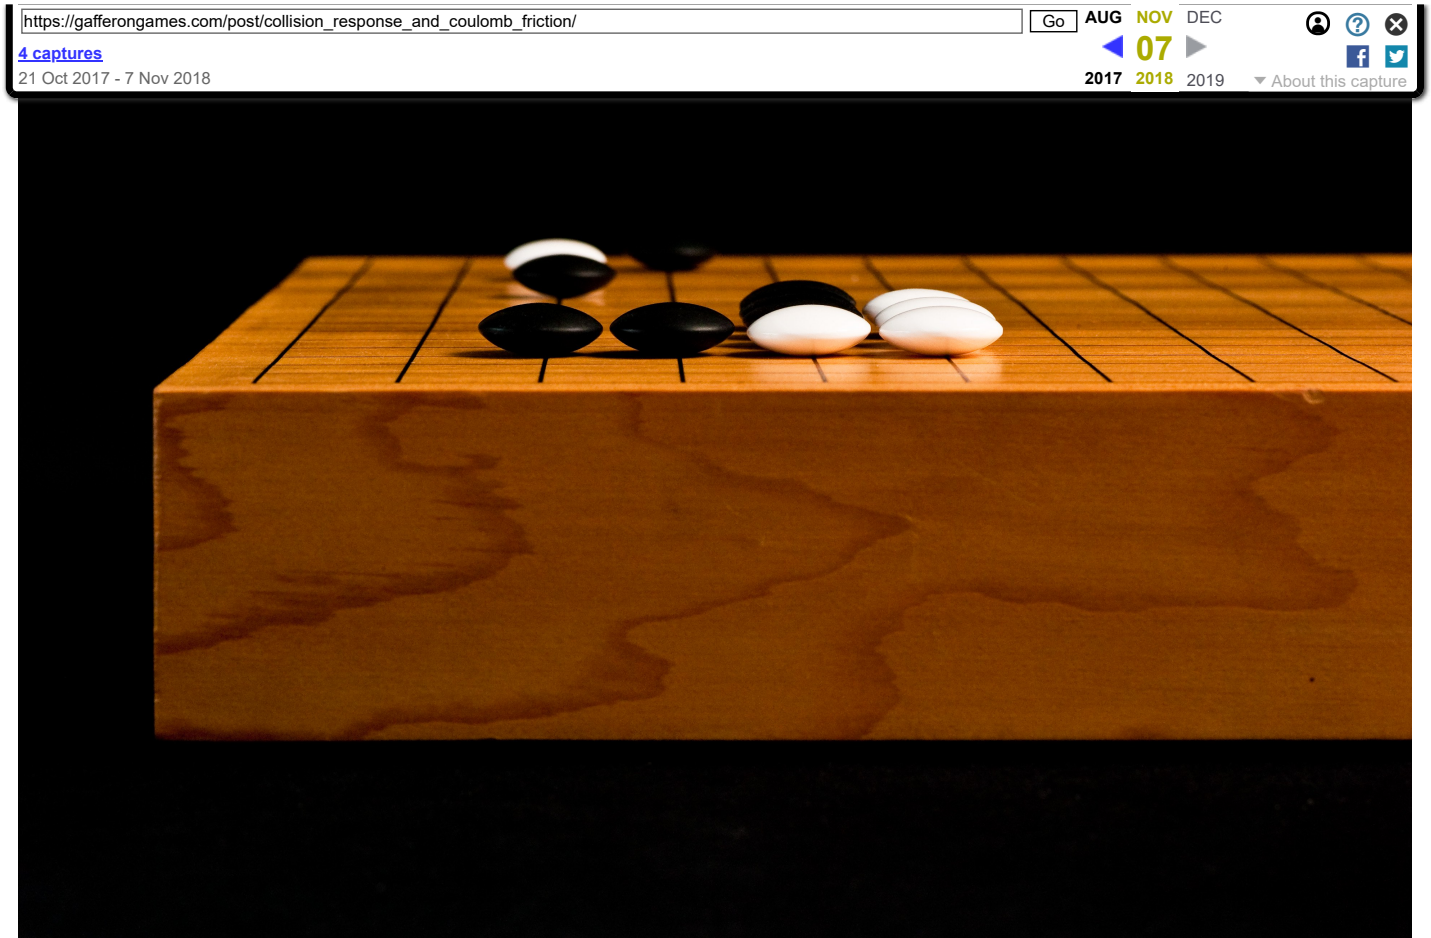 https://gafferongames.com/post/collision_response_and_coulomb_friction/
Go
AUG NOV DEC
4 captures
07
21 Oct 2017 - 7 Nov 2018
2017 2018 2019
About this capture